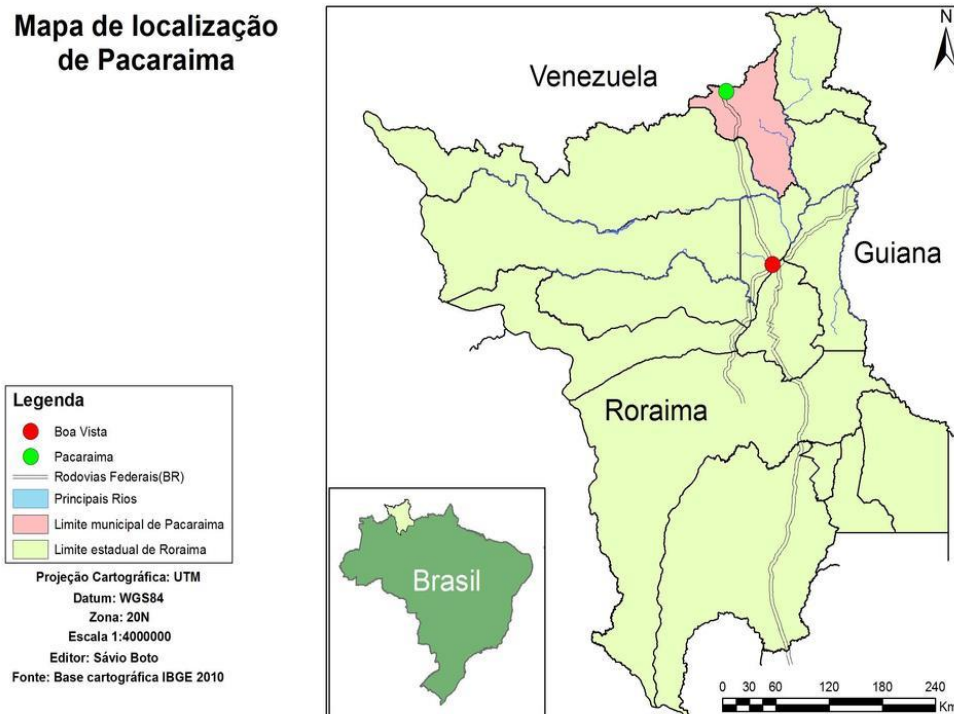 Mapa de localização
de Pacaraima
N
Venezuela
Guiana
Roraima
Brasil
Legenda
Boa Vista
Pacaraima
Rodovias Federais(BR)
Principais Rios
Limite municipal de Pacaraima
Limite estadual de Roraima
Projeção Cartográfica: UTM
Datum: WGS84
Zona: 20N
Escala 1:4000000
Editor: Sávio Boto
Fonte: Base cartográfica IBGE 2010
0 30 60 120 180 240
Km